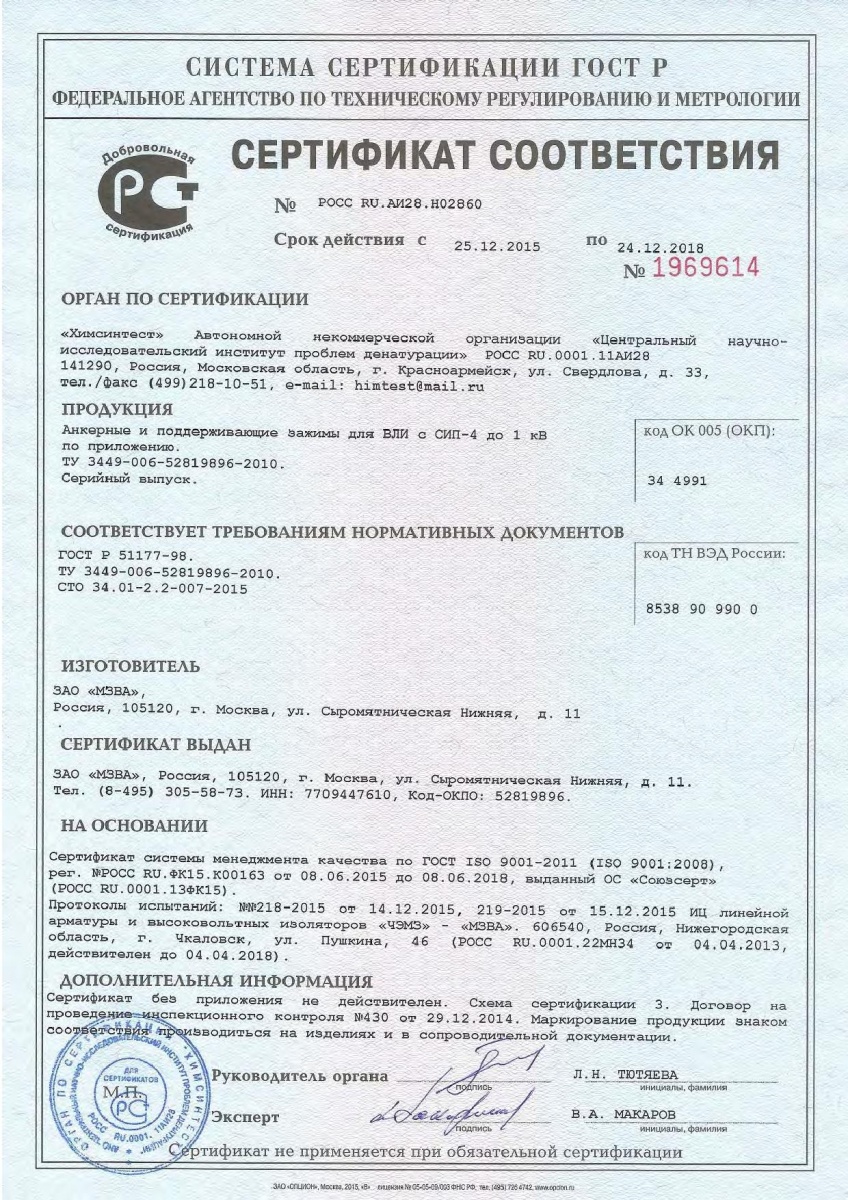 СИСТЕМА СЕРТИФИКАЦИИ ГОСТ Р
ФЕДЕРАЛЬНОЕ АГЕНТСТВО ПО ТЕХНИЧЕСКОМУ РЕГУЛИРОВАНИЮ И МЕТРОЛОГИИ
Добровольная
сертификация
СЕРТИФИКАТ СООТВЕТСТВИЯ
№ РОСС RU.АИ28.Н02860
Срок действия с 25.12.2015 по 24.12.2018
№ 1969614
ОРГАН ПО СЕРТИФИКАЦИИ
«Химсинтест» Автономной некоммерческой организации «Центральный научно-
исследовательский институт проблем денатурации» РОСС RU.0001.11АИ28
141290, Россия, Московская область, г. Красноармейск, ул. Свердлова, д. 33,
тел./факс (499)218-10-51, e-mail: himtest@mail.ru
ПРОДУКЦИЯ
Анкерные и поддерживающие зажимы для ВЛИ с СИП-4 до 1 кВ
по приложению.
ТУ 3449-006-52819896-2010.
Серийный выпуск.
код ОК 005 (ОКП):
34 4991
СООТВЕТСТВУЕТ ТРЕБОВАНИЯМ НОРМАТИВНЫХ ДОКУМЕНТОВ
ГОСТ Р 51177-98.
ТУ 3449-006-52819896-2010.
СТО 34.01-2.2-007-2015
код ТН ВЭД России:
8538 90 990 0
ИЗГОТОВИТЕЛЬ
ЗАО «МЗВА»,
Россия, 105120, г. Москва, ул. Сыромятническая Нижняя, д. 11
.
СЕРТИФИКАТ ВЫДАН
ЗАО «МЗВА», Россия, 105120, г. Москва, ул. Сыромятническая Нижняя, д. 11.
Тел. (8-495) 305-58-73. ИНН: 7709447610, Код-ОКПО: 52819896.
НА ОСНОВАНИИ
Сертификат системы менеджмента качества по ГОСТ ISO 9001-2011 (ISO 9001:2008),
рег. №РОСС RU.ФК15.К00163 от 08.06.2015 до 08.06.2018, выданный ОС «Союзсерт»
(РОСС RU.0001.13ФК15).
Протоколы испытаний: №№218-2015 от 14.12.2015, 219-2015 от 15.12.2015 ИЦ линейной
арматуры и высоковольтных изоляторов «ЧЭМЗ» - «МЗВА». 606540, Россия, Нижегородская
область, г. Чкаловск, ул. Пушкина, 46 (РОСС RU.0001.22МН34 от 04.04.2013,
действителен до 04.04.2018).
ДОПОЛНИТЕЛЬНАЯ ИНФОРМАЦИЯ
Сертификат без приложения не действителен. Схема сертификации 3. Договор на
проведение инспекционного контроля №430 от 29.12.2014. Маркирование продукции знаком
соответствия производиться на изделиях и в сопроводительной документации.
ОРГАН ПО СЕРТИФИКАЦИИ "ХИМСИНТЕСТ"
ДЛЯ
СЕРТИФИКАТОВ
М.П.
РОСС RU.0001.11АИ28
Руководитель органа
подпись
Л.Н. ТЮТЯЕВА
инициалы, фамилия
Эксперт
подпись
В.А. МАКАРОВ
инициалы, фамилия
Сертификат не применяется при обязательной сертификации
ЗАО «ОПЦИОН», Москва, 2015, «В» лицензия № 05-05-09/003 ФНС РФ, тел. (495) 726 4742, www.opcion.ru